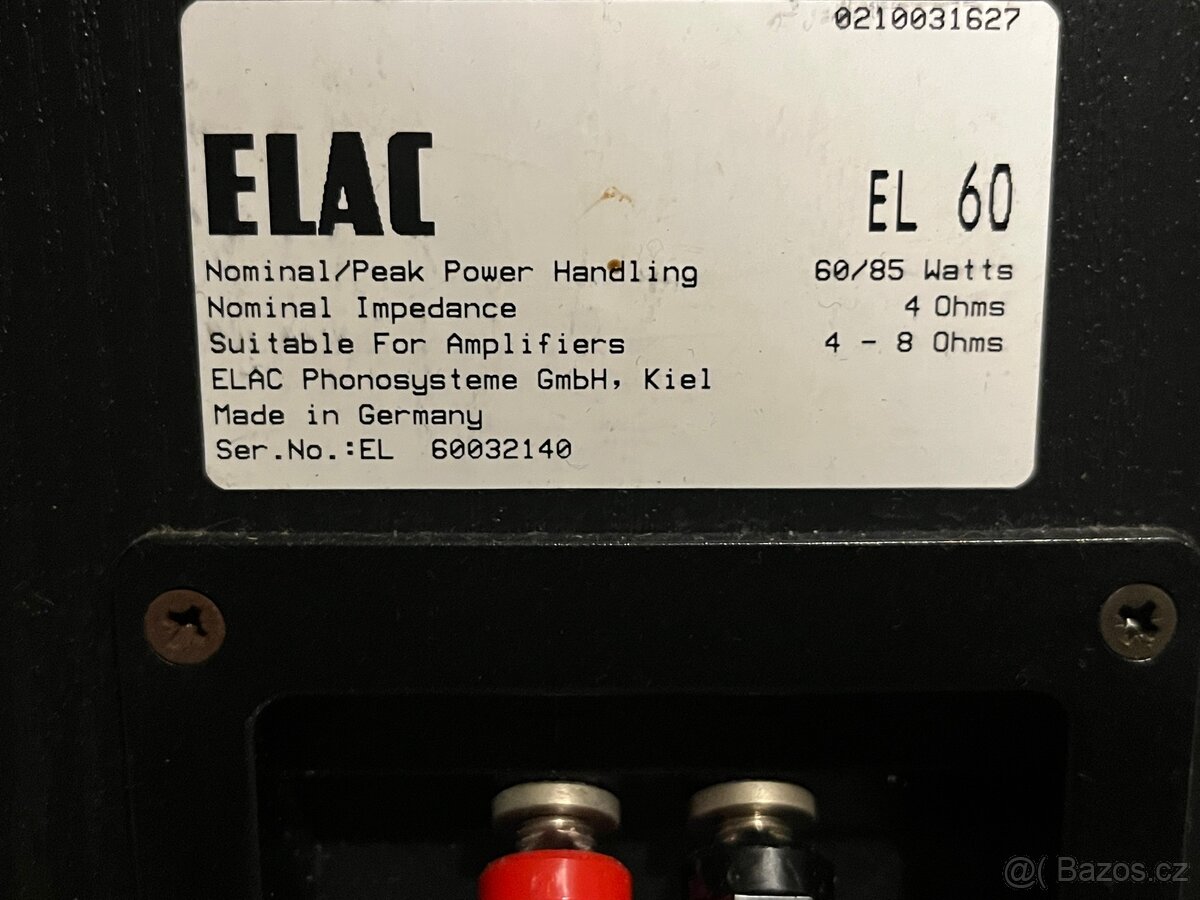 0210031627
ELAC
EL 60
Nominal/Peak Power Handling 60/85 Watts
Nominal Impedance 4 Ohms
Suitable For Amplifiers 4 - 8 Ohms
ELAC Phonosysteme GmbH, Kiel
Made in Germany
Ser.No.:EL 60032140
@( Bazos.cz